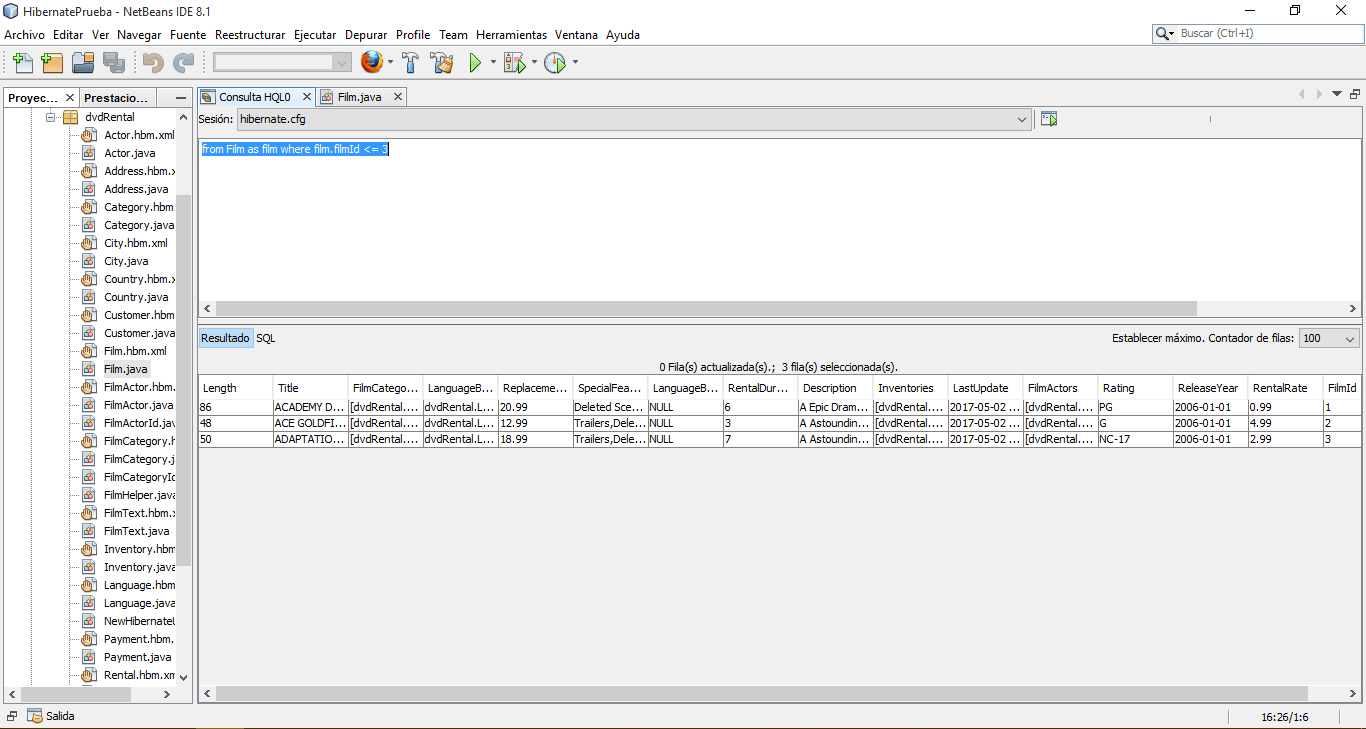 HibernatePrueba - NetBeans IDE 8.1
Archivo Editar Ver Navegar Fuente Reestructurar Ejecutar Depurar Profile Team Herramientas Ventana Ayuda
Buscar (Ctrl+I)
Proyec... Prestacio...
Consulta HQL0 Film.java
Sesión: hibernate.cfg
from Film as film where film.filmId <= 3
dvdRental
Actor.hbm.xml
Actor.java
Address.hbm.x
Address.java
Category.hbm
Category.java
City.hbm.xml
City.java
Country.hbm.x
Country.java
Customer.hbm
Customer.java
Film.hbm.xml
Film.java
FilmActor.hbm.
FilmActor.java
FilmActorId.jav
FilmCategory.h
FilmCategory.j
FilmCategoryId
FilmHelper.java
FilmText.hbm.x
FilmText.java
Inventory.hbm
Inventory.java
Language.hbm
Language.java
NewHibernateU
Payment.hbm.
Payment.java
Rental.hbm.xm
Resultado SQL
Establecer máximo. Contador de filas: 100
0 Fila(s) actualizada(s).; 3 fila(s) seleccionada(s).
Length Title FilmCatego... LanguageB... Replaceme... SpecialFea... LanguageB... RentalDur... Description Inventories LastUpdate FilmActors Rating ReleaseYear RentalRate FilmId
86 ACADEMY D... [dvdRental.... dvdRental.L... 20.99 Deleted Sce... NULL 6 A Epic Dram... [dvdRental.... 2017-05-02 ... [dvdRental.... PG 2006-01-01 0.99 1
48 ACE GOLDFI... [dvdRental.... dvdRental.L... 12.99 Trailers,Dele... NULL 3 A Astoundin... [dvdRental.... 2017-05-02 ... [dvdRental.... G 2006-01-01 4.99 2
50 ADAPTATIO... [dvdRental.... dvdRental.L... 18.99 Trailers,Dele... NULL 7 A Astoundin... [dvdRental.... 2017-05-02 ... [dvdRental.... NC-17 2006-01-01 2.99 3
Salida
16:26/1:6